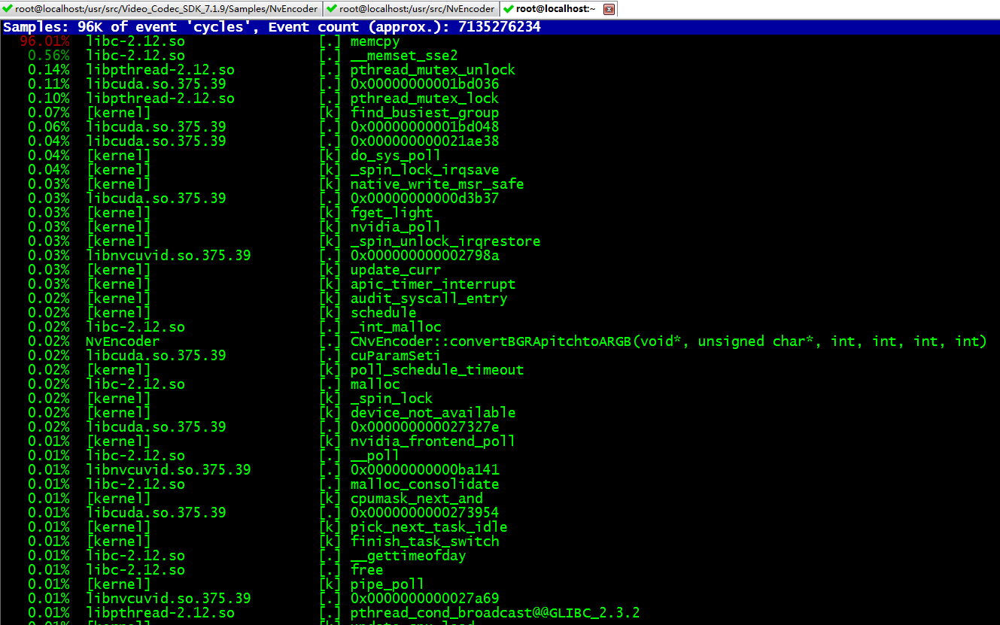 root@localhost:/usr/src/Video_Codec_SDK_7.1.9/Samples/NvEncoder root@localhost:/usr/src/NvEncoder root@localhost:~
Samples: 96K of event 'cycles', Event count (approx.): 7135276234
96.01% libc-2.12.so [.] memcpy
0.56% libc-2.12.so [.] __memset_sse2
0.14% libpthread-2.12.so [.] pthread_mutex_unlock
0.11% libcuda.so.375.39 [.] 0x00000000001bd036
0.10% libpthread-2.12.so [.] pthread_mutex_lock
0.07% [kernel] [k] find_busiest_group
0.06% libcuda.so.375.39 [.] 0x00000000001bd048
0.04% libcuda.so.375.39 [.] 0x000000000021ae38
0.04% [kernel] [k] do_sys_poll
0.04% [kernel] [k] _spin_lock_irqsave
0.03% [kernel] [k] native_write_msr_safe
0.03% libcuda.so.375.39 [.] 0x00000000000d3b37
0.03% [kernel] [k] fget_light
0.03% [kernel] [k] nvidia_poll
0.03% [kernel] [k] _spin_unlock_irqrestore
0.03% libnvcuvid.so.375.39 [.] 0x000000000002798a
0.03% [kernel] [k] update_curr
0.03% [kernel] [k] apic_timer_interrupt
0.02% [kernel] [k] audit_syscall_entry
0.02% [kernel] [k] schedule
0.02% libc-2.12.so [.] _int_malloc
0.02% NvEncoder [.] CNvEncoder::convertBGRApitchtoARGB(void*, unsigned char*, int, int, int, int)
0.02% libcuda.so.375.39 [.] cuParamSeti
0.02% [kernel] [k] poll_schedule_timeout
0.02% libc-2.12.so [.] malloc
0.02% [kernel] [k] _spin_lock
0.02% [kernel] [k] device_not_available
0.02% libcuda.so.375.39 [.] 0x000000000027327e
0.01% [kernel] [k] nvidia_frontend_poll
0.01% libc-2.12.so [.] __poll
0.01% libnvcuvid.so.375.39 [.] 0x00000000000ba141
0.01% libc-2.12.so [.] malloc_consolidate
0.01% [kernel] [k] cpumask_next_and
0.01% libcuda.so.375.39 [.] 0x0000000000273954
0.01% [kernel] [k] pick_next_task_idle
0.01% [kernel] [k] finish_task_switch
0.01% libc-2.12.so [.] __gettimeofday
0.01% libc-2.12.so [.] free
0.01% [kernel] [k] pipe_poll
0.01% libnvcuvid.so.375.39 [.] 0x0000000000027a69
0.01% libpthread-2.12.so [.] pthread_cond_broadcast@@GLIBC_2.3.2
0.01% [kernel] [k]